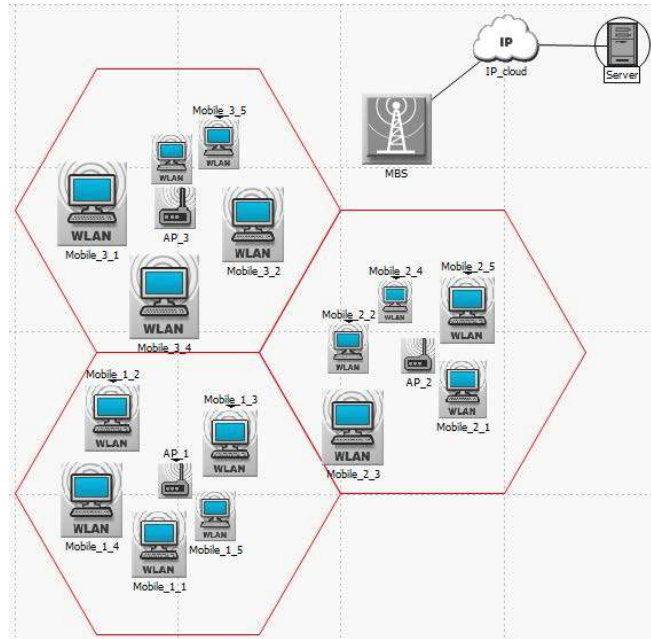 IP
IP_cloud
Server
MBS
Mobile_3_5
WLAN
WLAN
AP_3
WLAN
Mobile_3_1
WLAN
Mobile_3_2
WLAN
Mobile_3_4
Mobile_2_4
WLAN
Mobile_2_5
WLAN
Mobile_2_2
WLAN
AP_2
WLAN
Mobile_2_1
WLAN
Mobile_2_3
Mobile_1_2
WLAN
Mobile_1_3
WLAN
AP_1
WLAN
Mobile_1_4
WLAN
Mobile_1_5
WLAN
Mobile_1_1